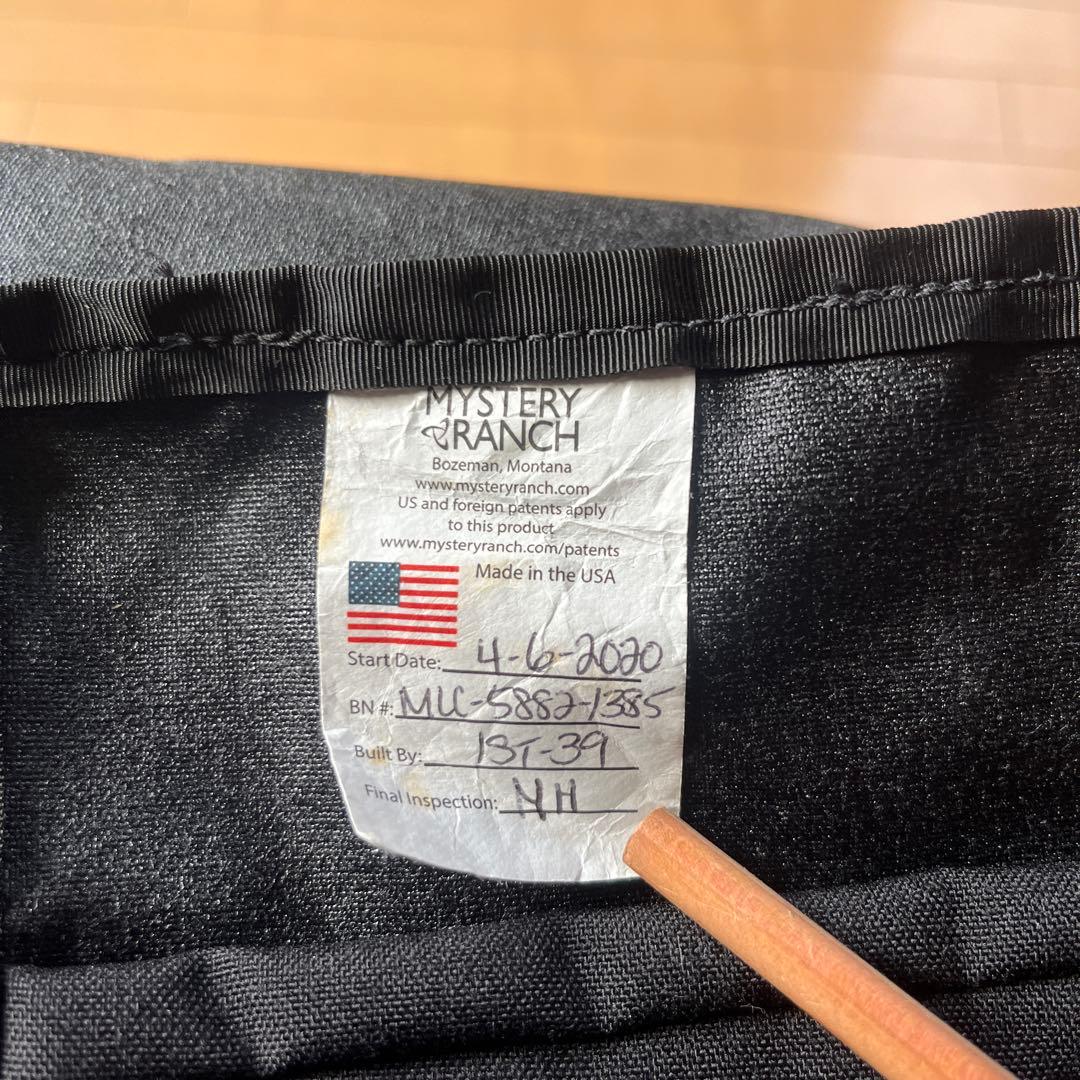 MYSTERY
RANCH
Bozeman, Montana
www.mysteryranch.com
US and foreign patents apply
to this product
www.mysteryranch.com/patents
Made in the USA
Start Date: 4-6-2020
BN #: MU-5882-1385
Built By: 1ST-39
Final Inspection: NH